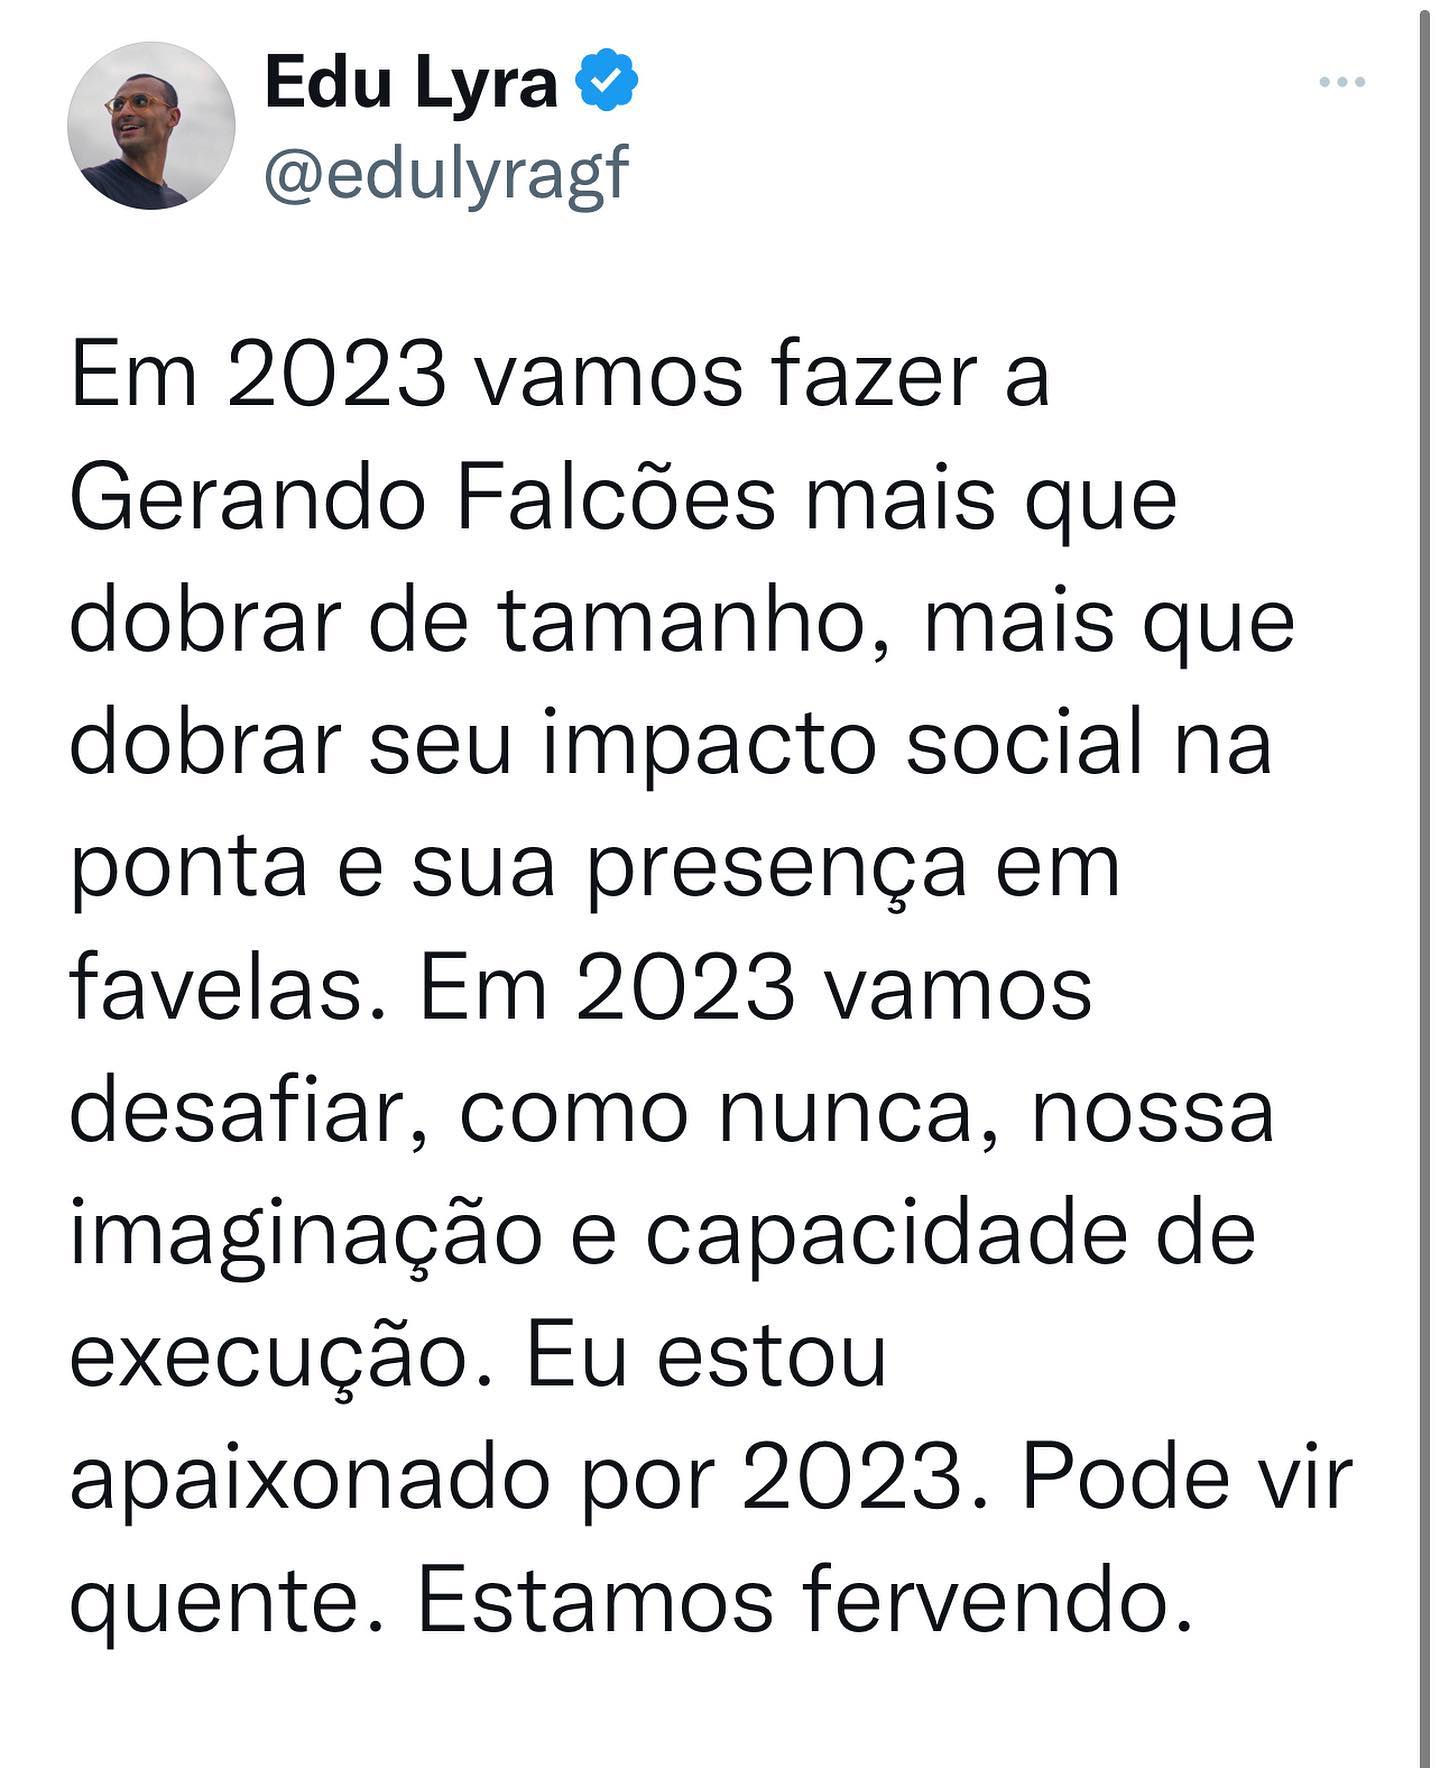 Edu Lyra
@edulyragf
Em 2023 vamos fazer a
Gerando Falcões mais que
dobrar de tamanho, mais que
dobrar seu impacto social na
ponta e sua presença em
favelas. Em 2023 vamos
desafiar, como nunca, nossa
imaginação e capacidade de
execução. Eu estou
apaixonado por 2023. Pode vir
quente. Estamos fervendo.